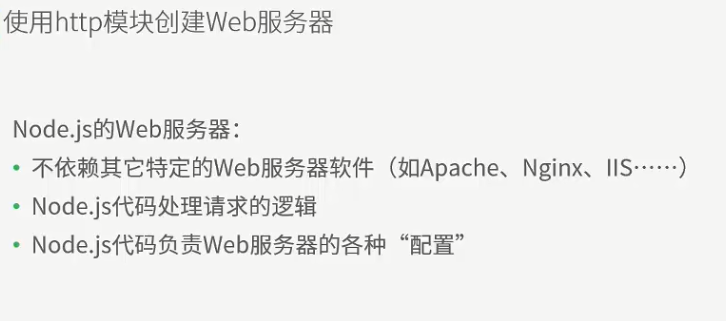 使用http模块创建Web服务器
Node.js的Web服务器：
• 不依赖其它特定的Web服务器软件（如Apache、Nginx、IIS……）
• Node.js代码处理请求的逻辑
• Node.js代码负责Web服务器的各种“配置”